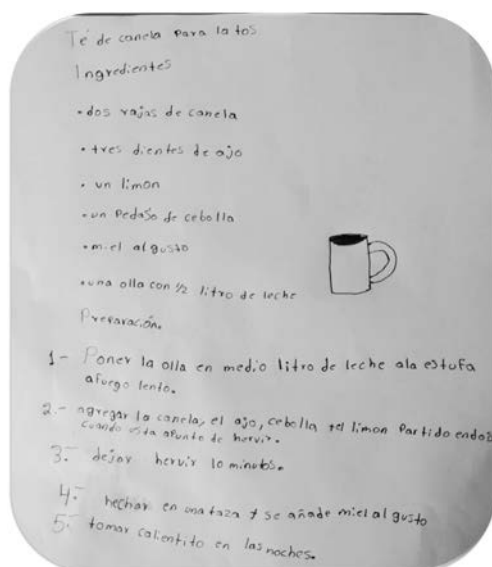 Té de canela para la tos
Ingredientes
• dos rajas de canela
• tres dientes de ajo
• un limon
• un pedaso de cebolla
• miel al gusto
• una olla con ½ litro de leche
Preparación.
1- Poner la olla en medio litro de leche ala estufa
afuego lento.
2.- agregar la canela, el ajo, cebolla y el limon partido endos
cuando esta apunte de hervir.
3.- dejar hervir 10 minutos.
4.- hechar en una taza y se añade miel al gusto
5.- tomar calientito en las noches.